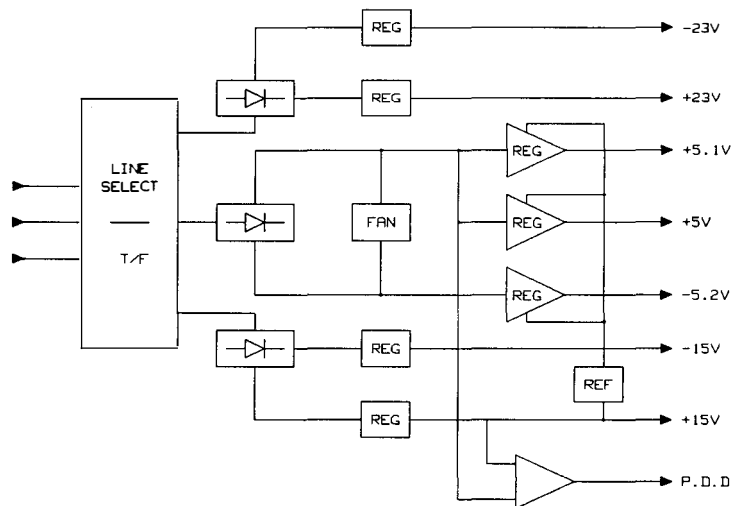 REG
-23V
REG
+23V
LINE
SELECT
T/F
REG
+5.1V
FAN
REG
+5V
REG
-5.2V
REG
-15V
REF
REG
+15V
P.D.D